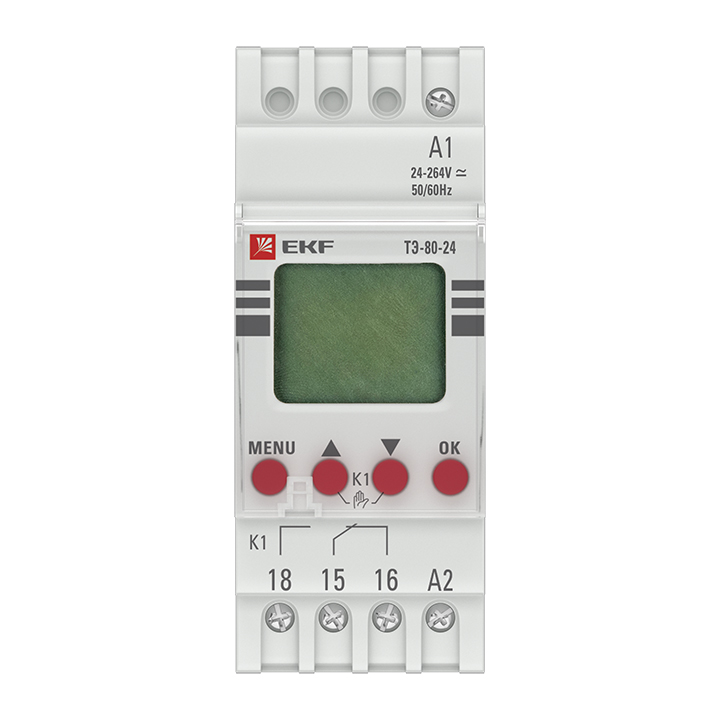 A1
24-264V ≃
50/60Hz
EKF ТЭ-80-24
MENU ▲ ▼ OK
K1
K1
18 15 16 A2